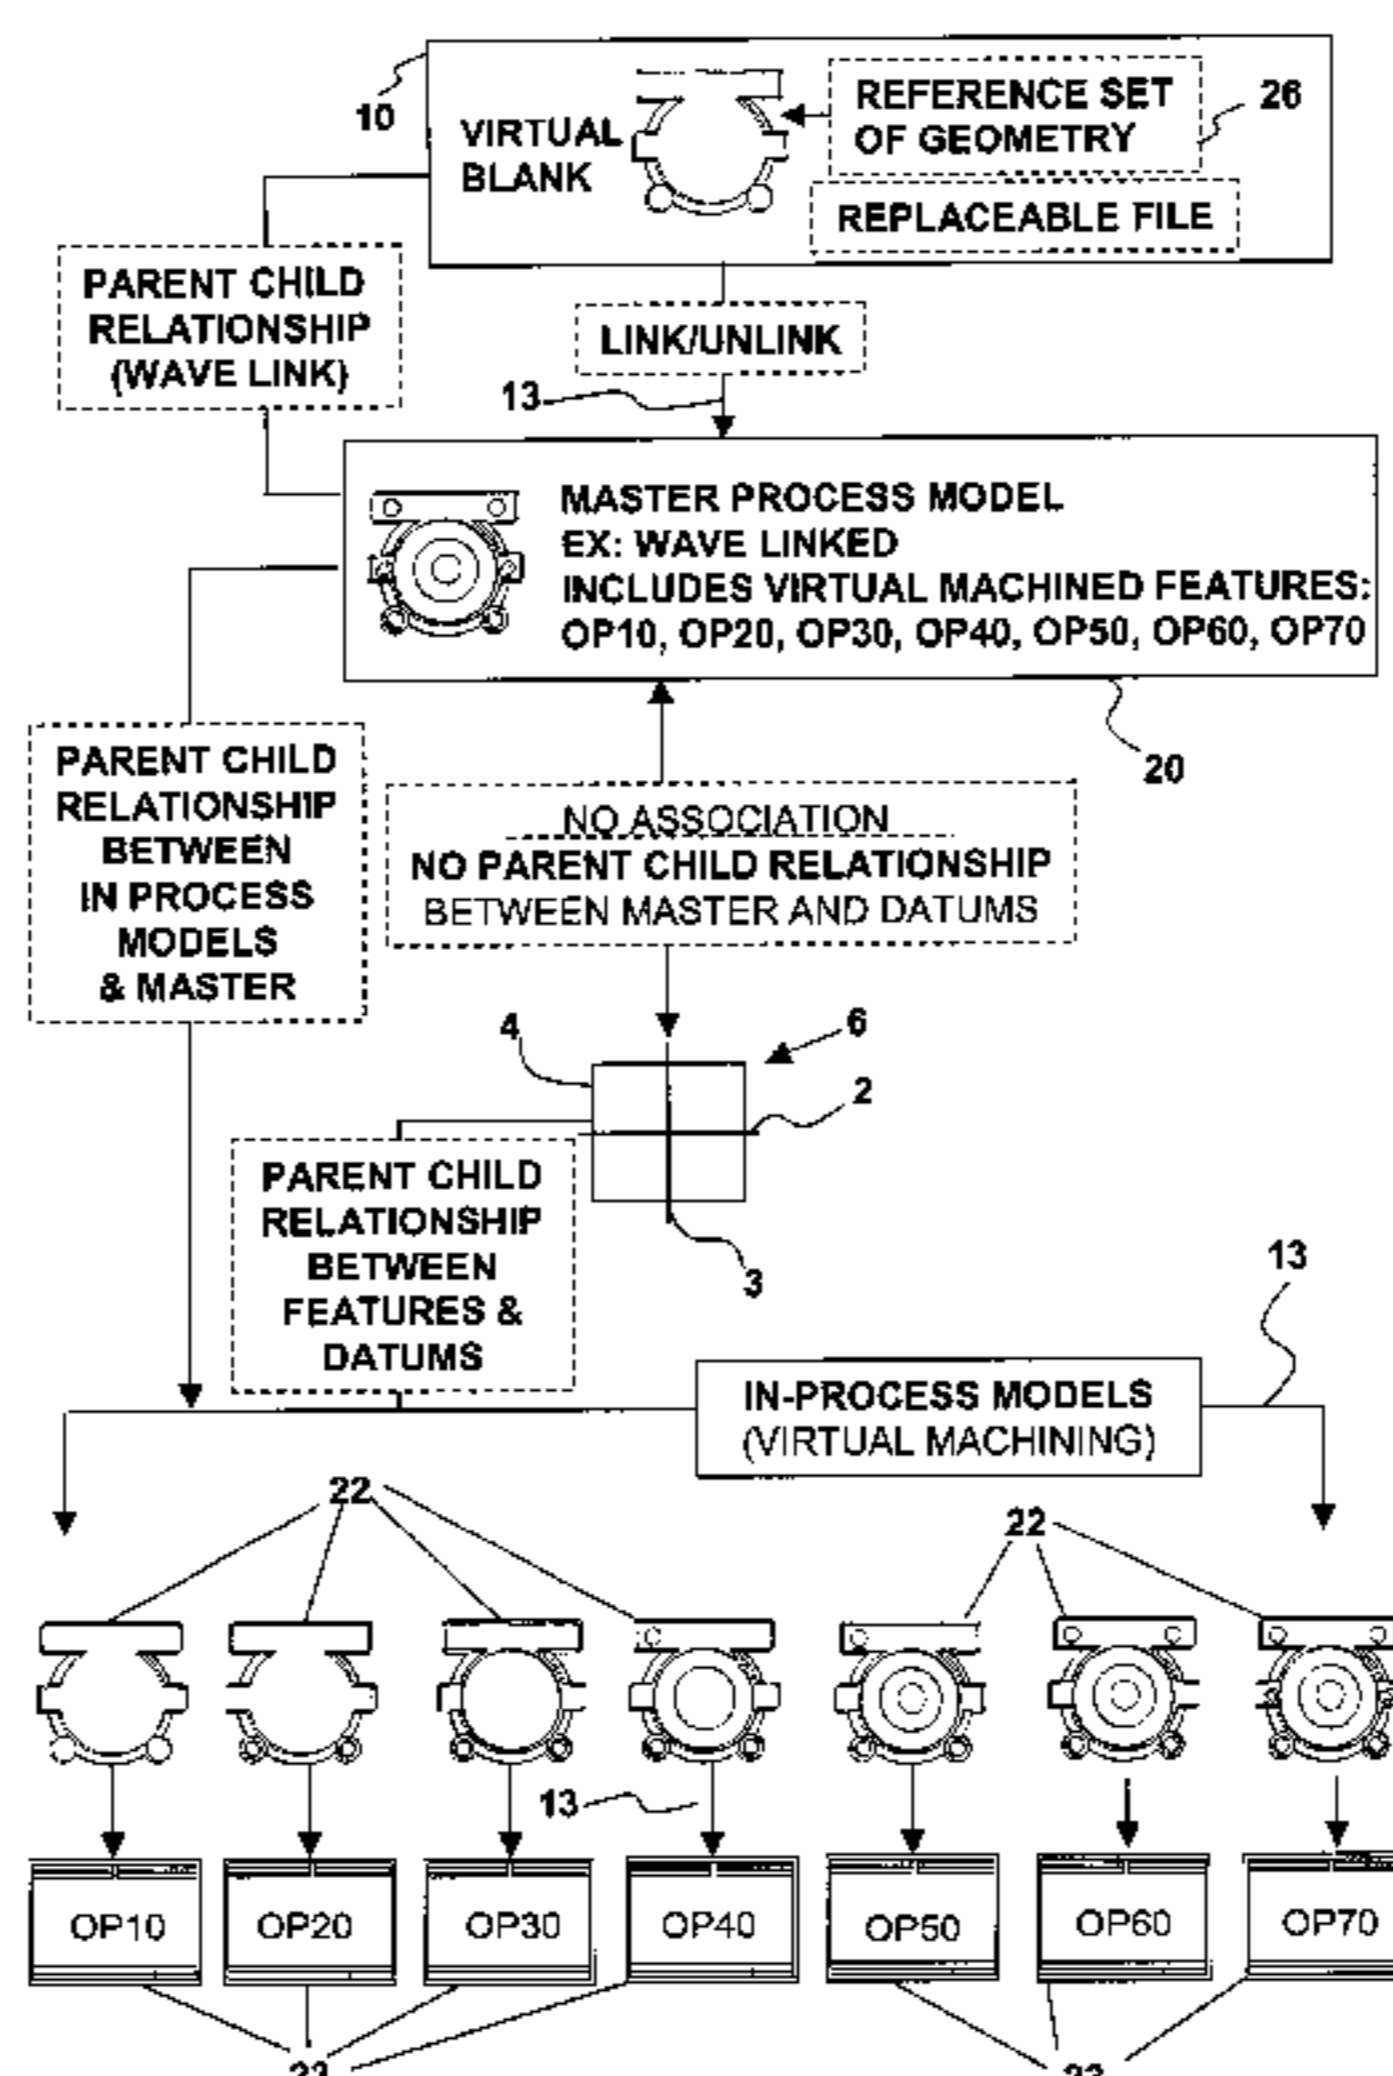 10
VIRTUAL
BLANK
REFERENCE SET
OF GEOMETRY
26
REPLACEABLE FILE
PARENT CHILD
RELATIONSHIP
(WAVE LINK)
LINK/UNLINK
13
MASTER PROCESS MODEL
EX: WAVE LINKED
INCLUDES VIRTUAL MACHINED FEATURES:
OP10, OP20, OP30, OP40, OP50, OP60, OP70
20
PARENT CHILD
RELATIONSHIP
BETWEEN
IN PROCESS
MODELS
& MASTER
NO ASSOCIATION
NO PARENT CHILD RELATIONSHIP
BETWEEN MASTER AND DATUMS
4
6
2
3
PARENT CHILD
RELATIONSHIP
BETWEEN
FEATURES &
DATUMS
13
IN-PROCESS MODELS
(VIRTUAL MACHINING)
22
22
13
OP10
OP20
OP30
OP40
OP50
OP60
OP70
23
23